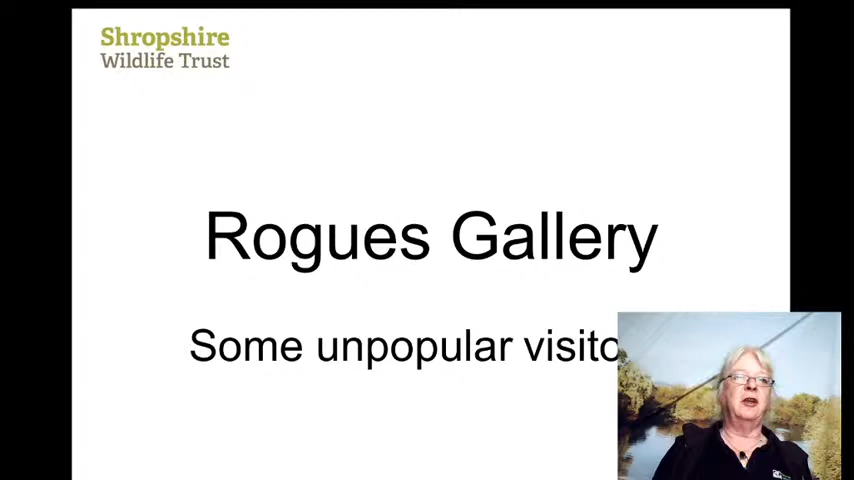 Shropshire
Wildlife Trust
Rogues Gallery
Some unpopular visito